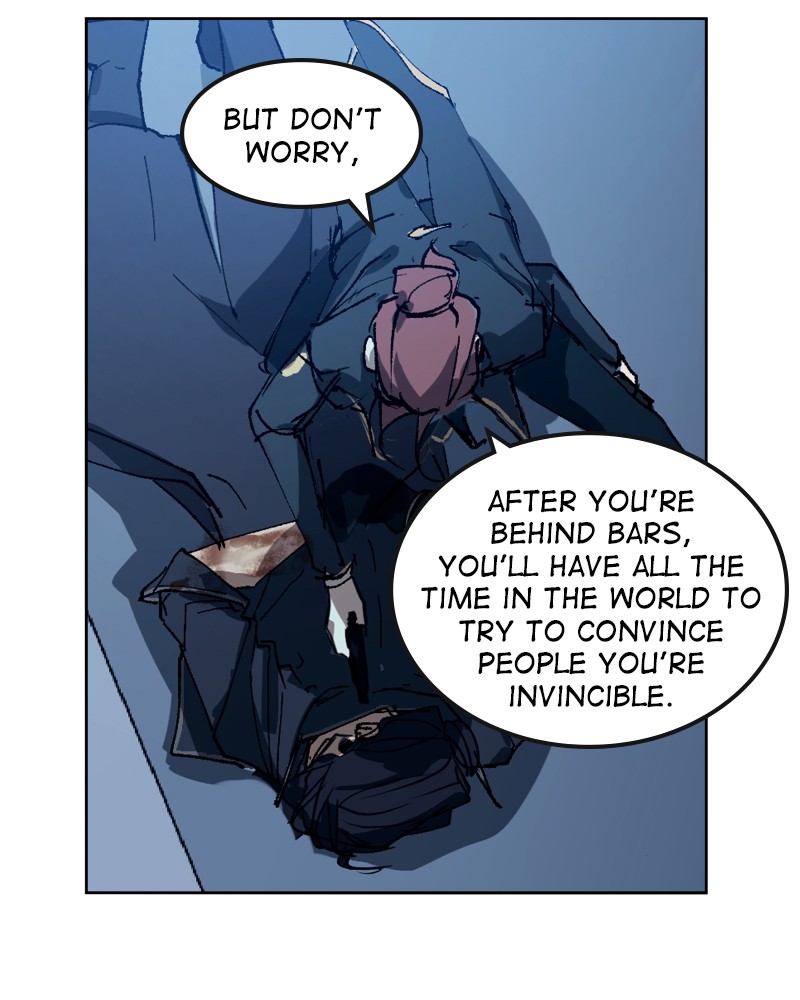 BUT DON'T
WORRY,
AFTER YOU'RE
BEHIND BARS,
YOU'LL HAVE ALL THE
TIME IN THE WORLD TO
TRY TO CONVINCE
PEOPLE YOU'RE
INVINCIBLE.